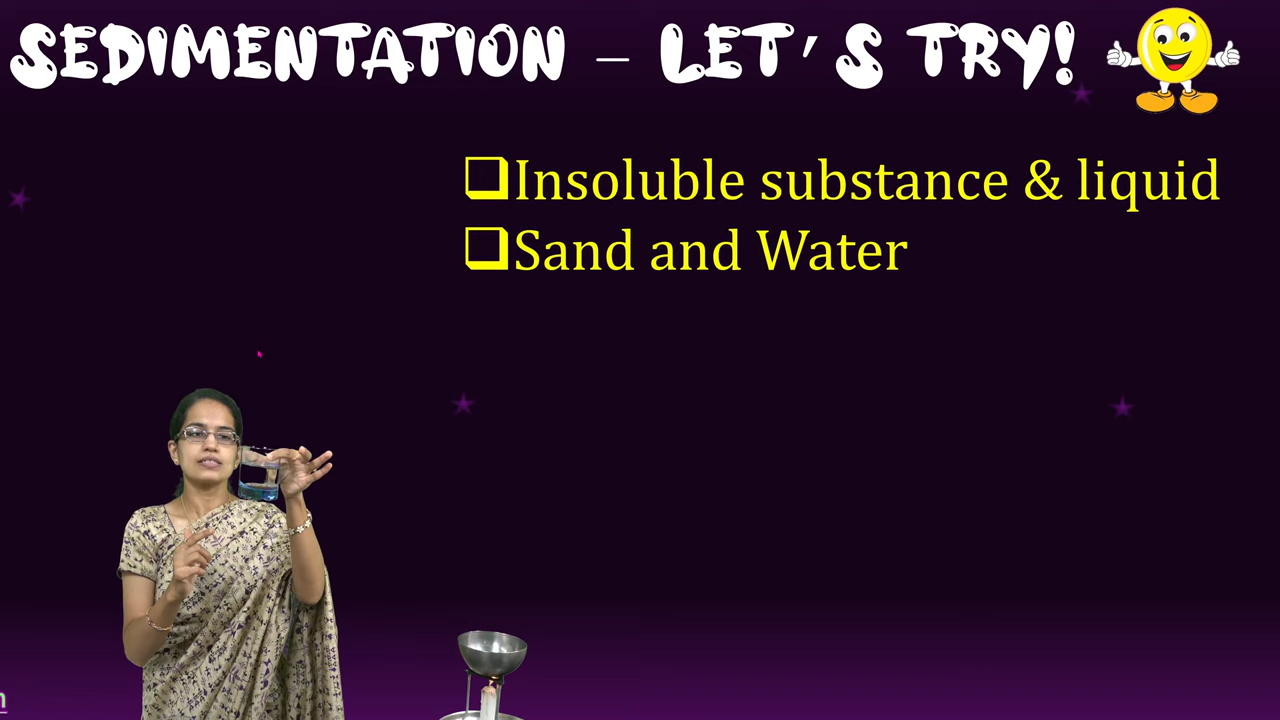 SEDIMENTATION – LET'S TRY!
❑Insoluble substance & liquid
❑Sand and Water